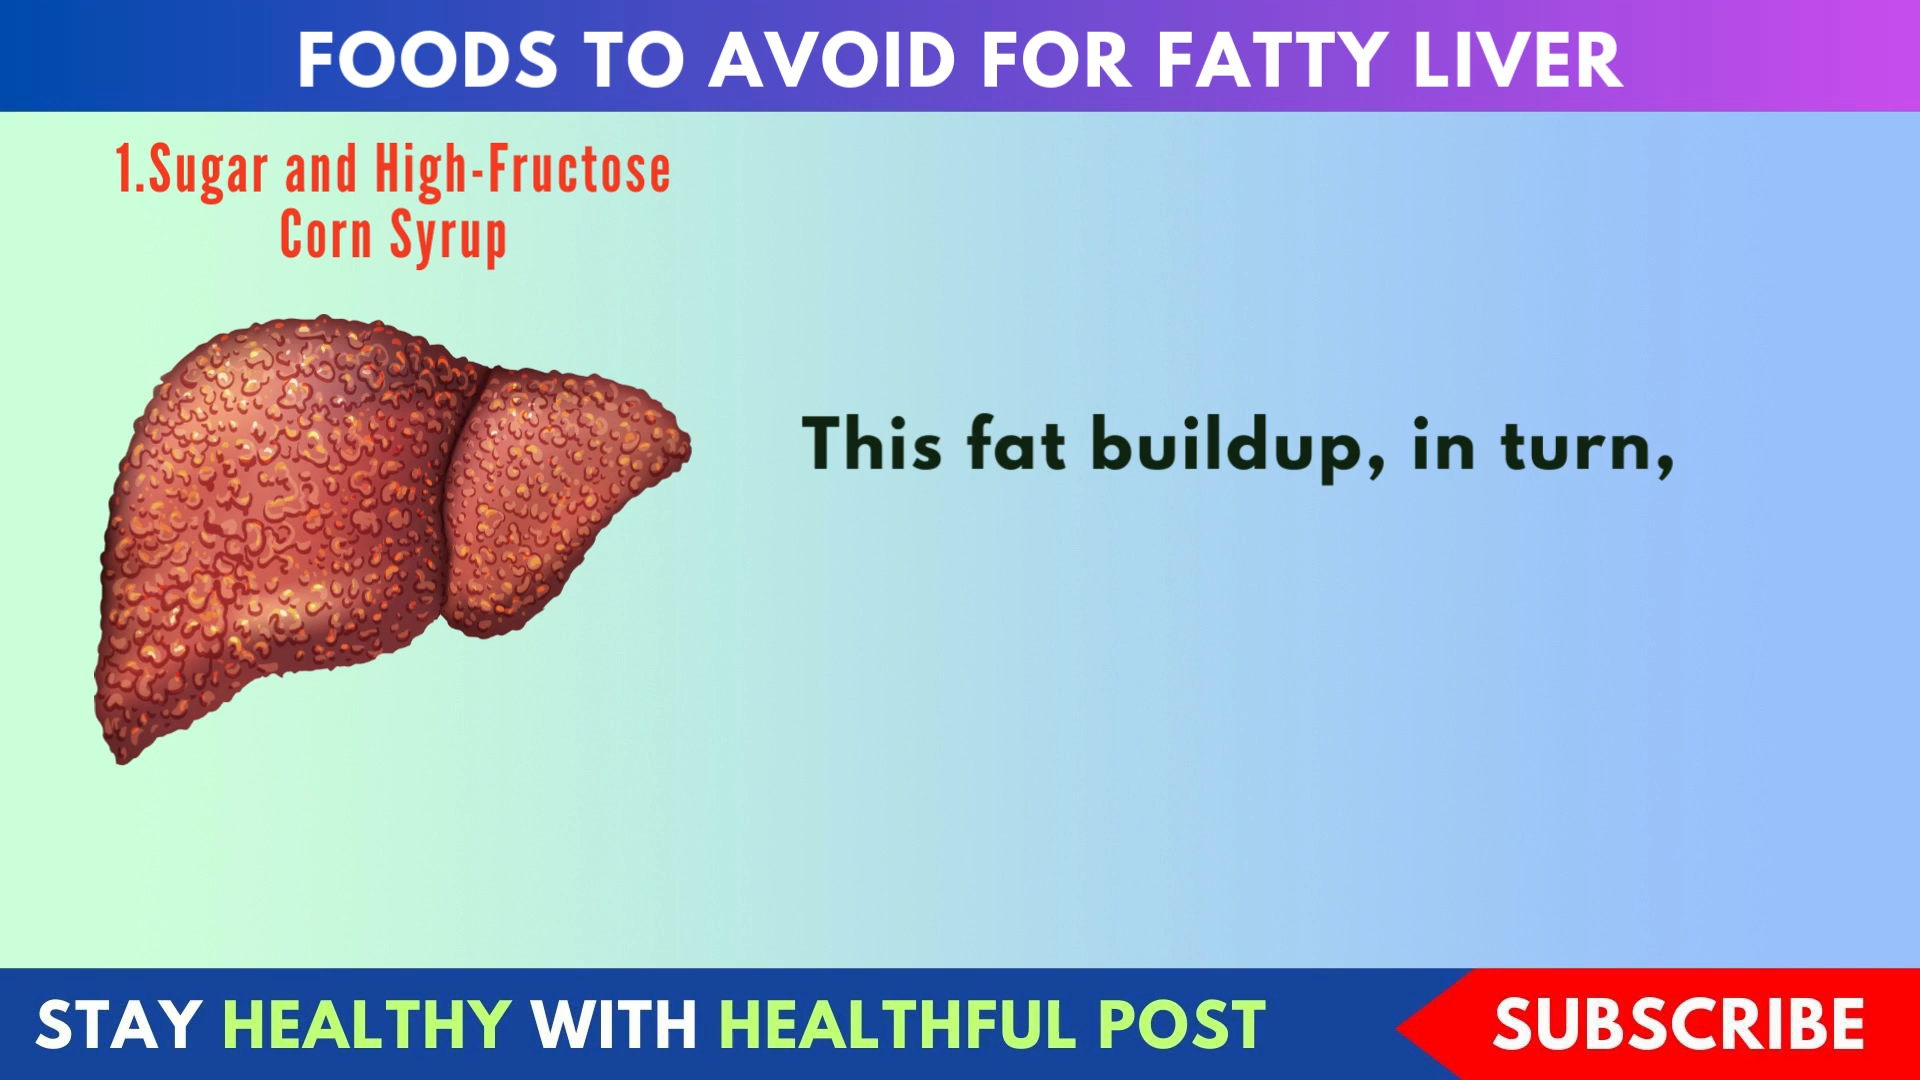 FOODS TO AVOID FOR FATTY LIVER
1.Sugar and High-Fructose
Corn Syrup
This fat buildup, in turn,
STAY HEALTHY WITH HEALTHFUL POST
SUBSCRIBE